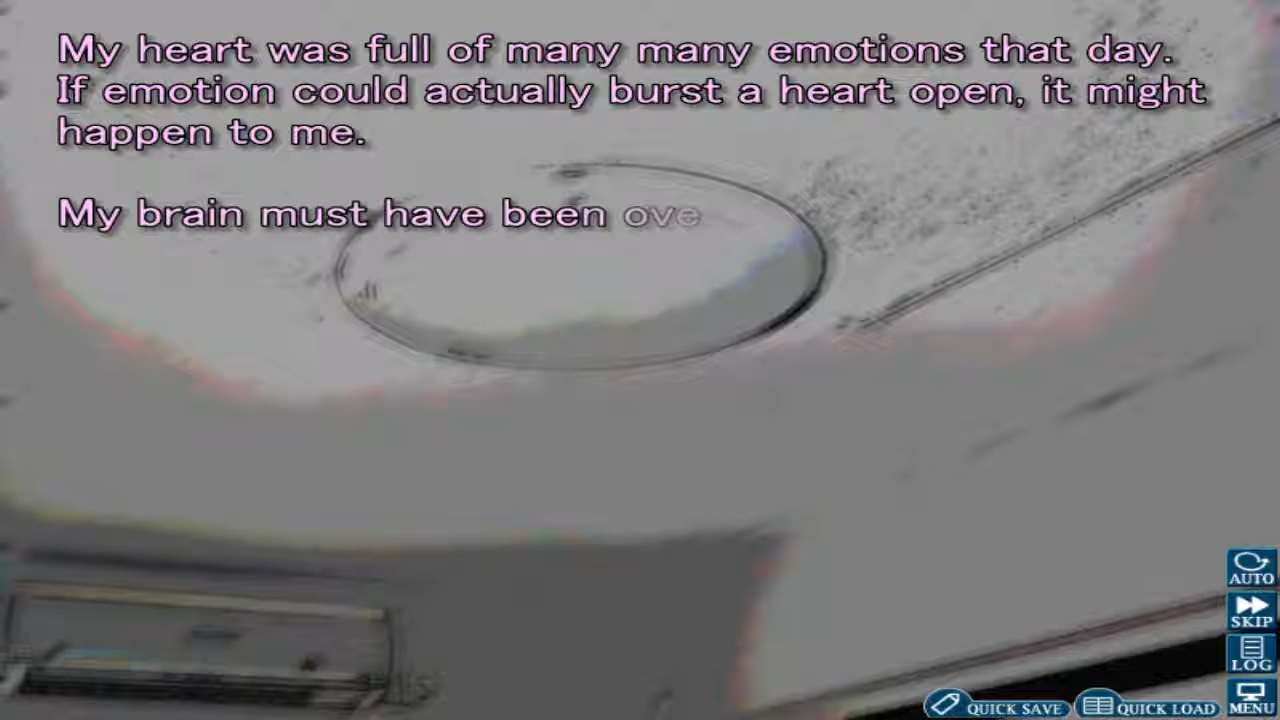 My heart was full of many many emotions that day.
If emotion could actually burst a heart open, it might
happen to me.
My brain must have been ove
AUTO
SKIP
LOG
QUICK SAVE
QUICK LOAD
MENU